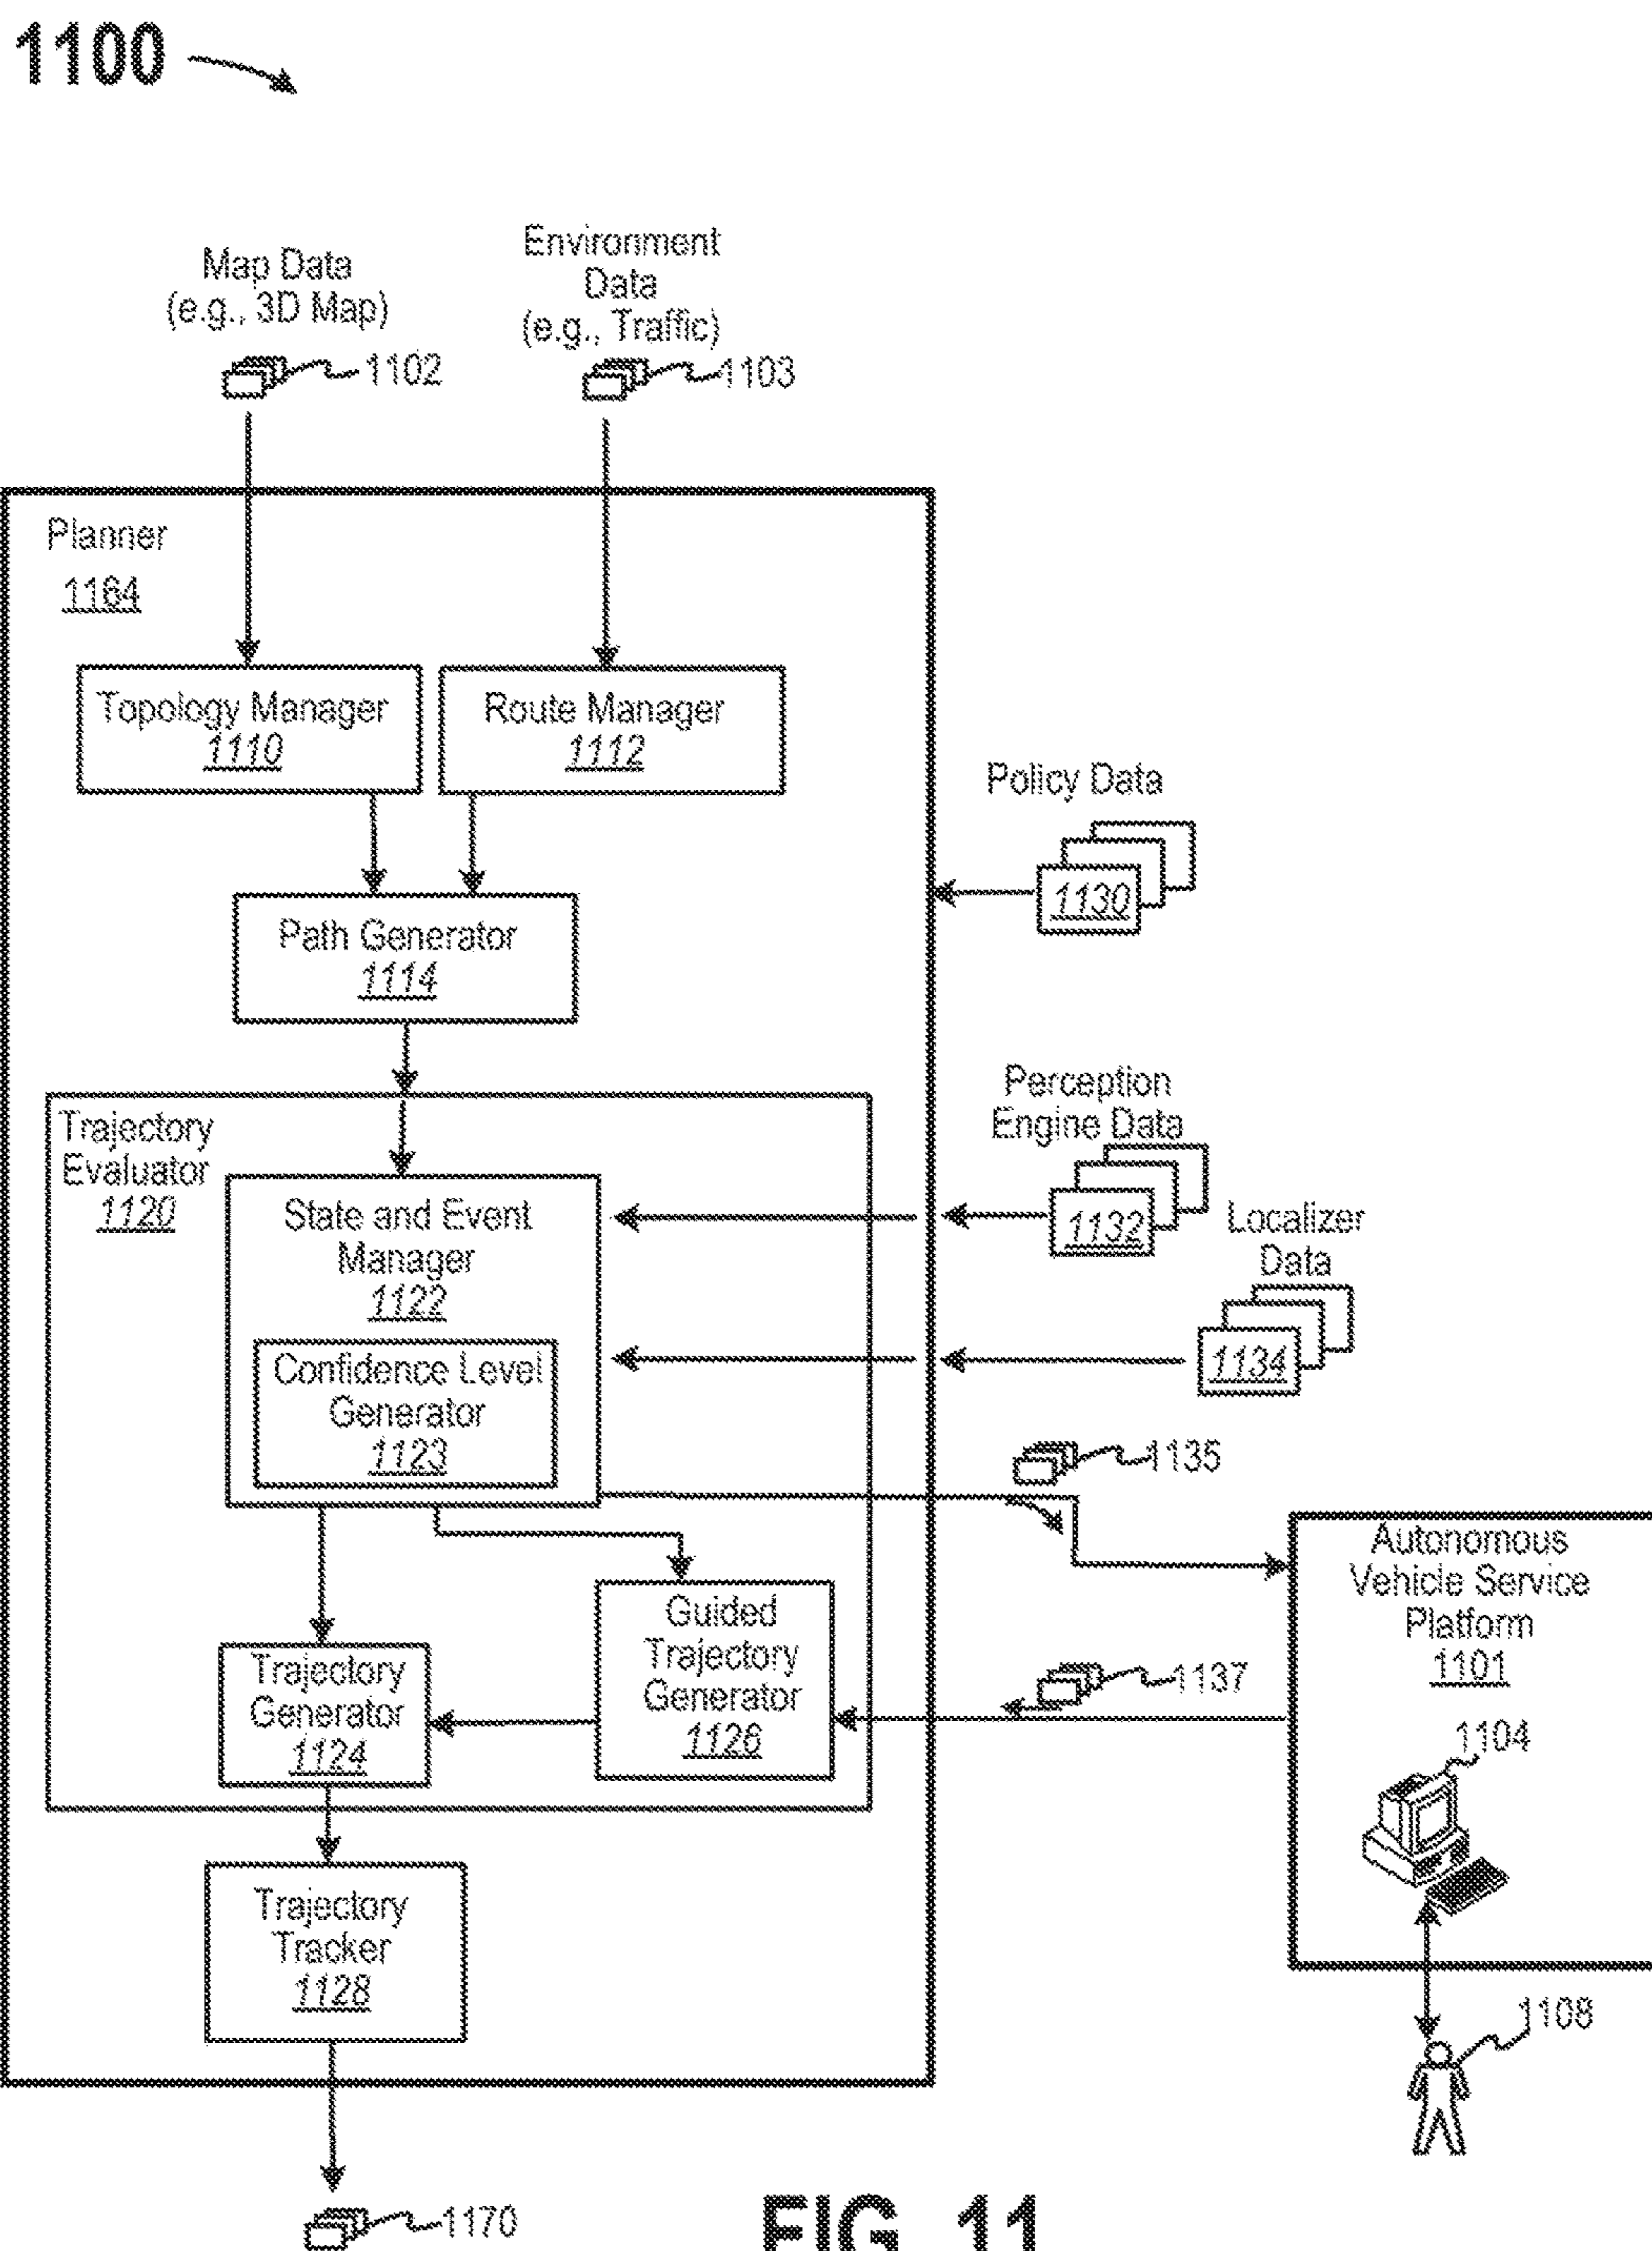 1100
Map Data
(e.g., 3D Map)
1102
Environment
Data
(e.g., Traffic)
1103
Planner
1164
Topology Manager
1110
Route Manager
1112
Policy Data
1130
Path Generator
1114
Trajectory
Evaluator
1120
State and Event
Manager
1122
Confidence Level
Generator
1123
Perception
Engine Data
1132
Localizer
Data
1134
1135
Autonomous
Vehicle Service
Platform
1101
1104
Guided
Trajectory
Generator
1126
1137
Trajectory
Generator
1124
Trajectory
Tracker
1128
1108
1170
FIG. 11